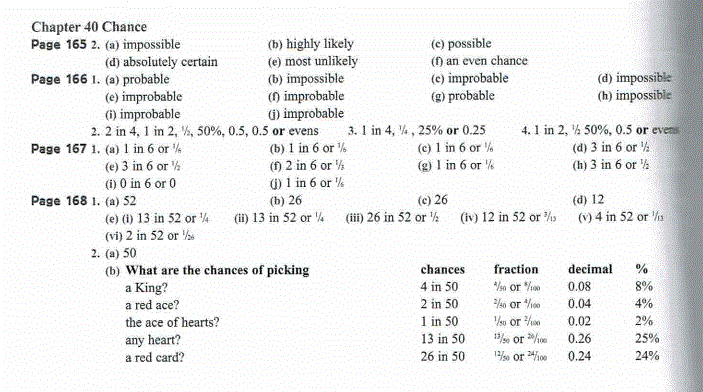 Chapter 40 Chance
Page 165 2. (a) impossible (b) highly likely (c) possible
(d) absolutely certain (e) most unlikely (f) an even chance
Page 166 1. (a) probable (b) impossible (c) improbable (d) impossible
(e) improbable (f) improbable (g) probable (h) impossible
(i) improbable (j) improbable
2. 2 in 4, 1 in 2, ½, 50%, 0.5, 0.5 or evens 3. 1 in 4, ¼ , 25% or 0.25 4. 1 in 2, ½ 50%, 0.5 or evens
Page 167 1. (a) 1 in 6 or ⅙ (b) 1 in 6 or ⅙ (c) 1 in 6 or ⅙ (d) 3 in 6 or ½
(e) 3 in 6 or ½ (f) 2 in 6 or ⅓ (g) 1 in 6 or ⅙ (h) 3 in 6 or ½
(i) 0 in 6 or 0 (j) 1 in 6 or ⅙
Page 168 1. (a) 52 (b) 26 (c) 26 (d) 12
(e) (i) 13 in 52 or ¼ (ii) 13 in 52 or ¼ (iii) 26 in 52 or ½ (iv) 12 in 52 or 3/13 (v) 4 in 52 or 1/13
(vi) 2 in 52 or 1/26
2. (a) 50
(b) What are the chances of picking chances fraction decimal %
a King? 4 in 50 4/50 or 8/100 0.08 8%
a red ace? 2 in 50 2/50 or 4/100 0.04 4%
the ace of hearts? 1 in 50 1/50 or 2/100 0.02 2%
any heart? 13 in 50 13/50 or 26/100 0.26 25%
a red card? 26 in 50 12/50 or 24/100 0.24 24%